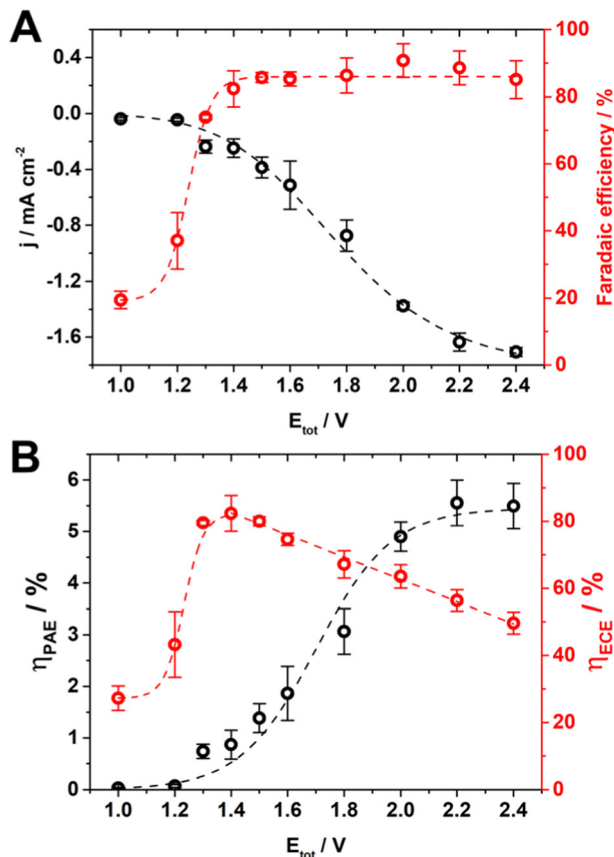 A
0.4
0.0
-0.4
-0.8
-1.2
-1.6
j / mA cm⁻²
100
80
60
40
20
0
Faradaic efficiency / %
1.0 1.2 1.4 1.6 1.8 2.0 2.2 2.4
E_tot / V
B
6
5
4
3
2
1
0
η_PAE / %
100
80
60
40
20
0
η_ECE / %
1.0 1.2 1.4 1.6 1.8 2.0 2.2 2.4
E_tot / V